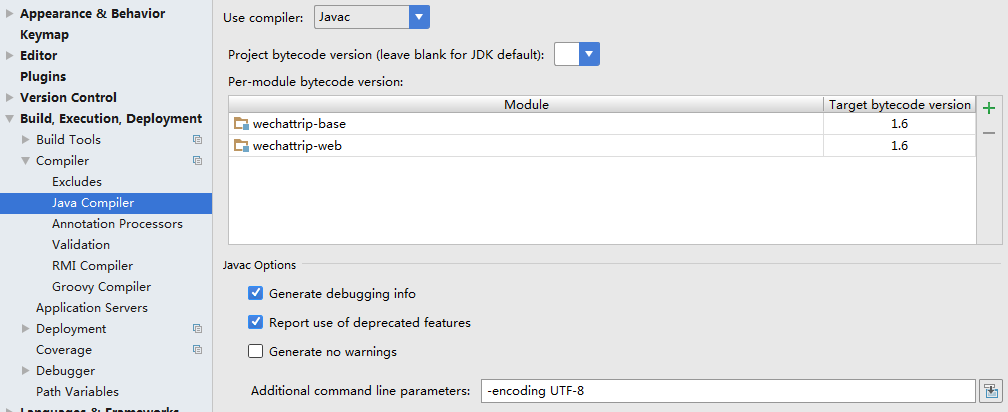 Appearance & Behavior
Keymap
Editor
Plugins
Version Control
Build, Execution, Deployment
Build Tools
Compiler
Excludes
Java Compiler
Annotation Processors
Validation
RMI Compiler
Groovy Compiler
Application Servers
Deployment
Coverage
Debugger
Path Variables
Languages & Frameworks
Use compiler: Javac
Project bytecode version (leave blank for JDK default):
Per-module bytecode version:
Module Target bytecode version
wechattrip-base 1.6
wechattrip-web 1.6
Javac Options
Generate debugging info
Report use of deprecated features
Generate no warnings
Additional command line parameters: -encoding UTF-8